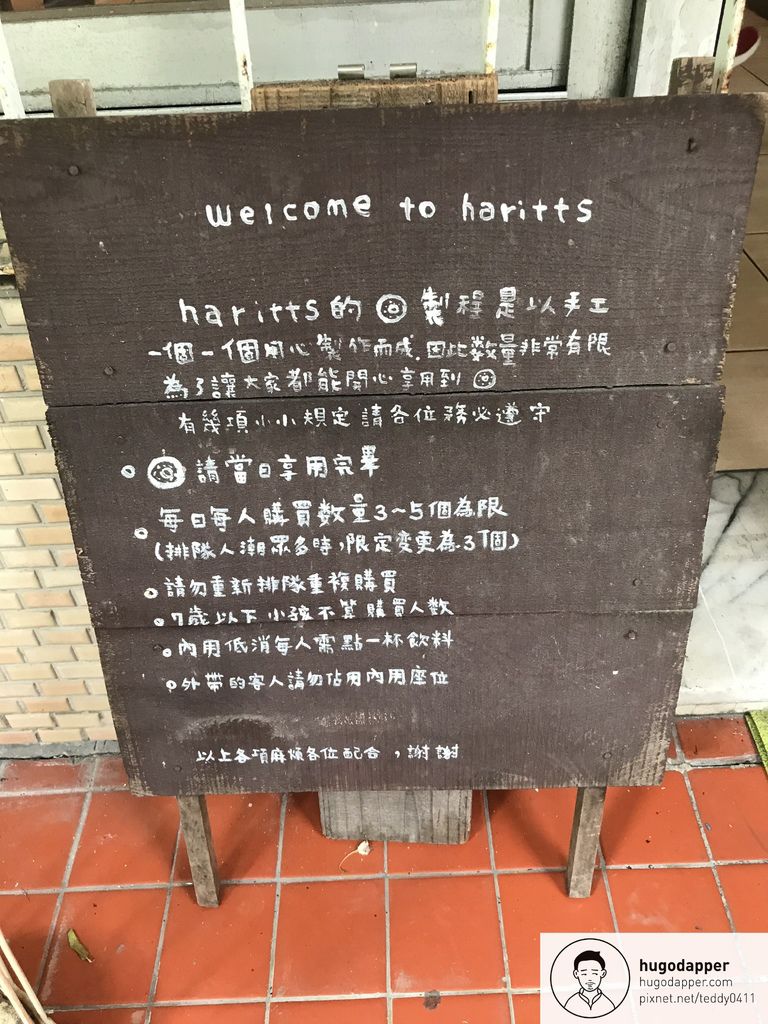 welcome to haritts
haritts的◎製程是以手工
一個一個用心製作而成,因此數量非常有限
為了讓大家都能開心享用到◎
有幾項小小規定請各位務必遵守
◎請當日享用完畢
每日每人購買數量3~5個為限
(排隊人潮眾多時,限定變更為3個)
請勿重新排隊重複購買
7歲以下小孩不算購買人數
內用低消每人需點一杯飲料
外帶的客人請勿佔用內用座位
以上各項麻煩各位配合,謝謝
hugodapper
hugodapper.com
pixnet.net/teddy0411